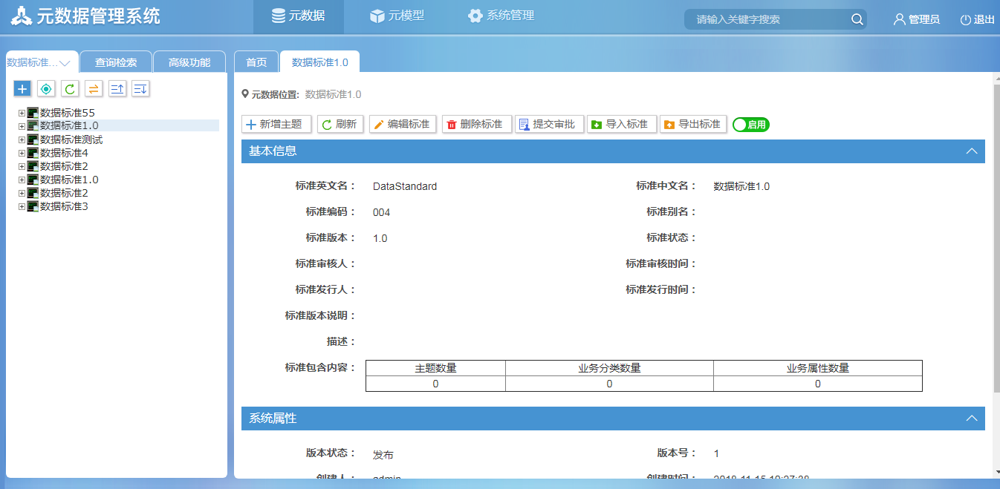 元数据管理系统 元数据 元模型 系统管理 请输入关键字搜索 管理员 退出
数据标准... 查询检索 高级功能 首页 数据标准1.0
数据标准55
数据标准1.0
数据标准测试
数据标准4
数据标准2
数据标准1.0
数据标准2
数据标准3
元数据位置: 数据标准1.0
新增主题 刷新 编辑标准 删除标准 提交审批 导入标准 导出标准 启用
基本信息
标准英文名： DataStandard 标准中文名： 数据标准1.0
标准编码： 004 标准别名：
标准版本： 1.0 标准状态：
标准审核人： 标准审核时间：
标准发行人： 标准发行时间：
标准版本说明：
描述：
标准包含内容： 主题数量 业务分类数量 业务属性数量
0 0 0
系统属性
版本状态： 发布 版本号： 1
创建人： admin 创建时间：